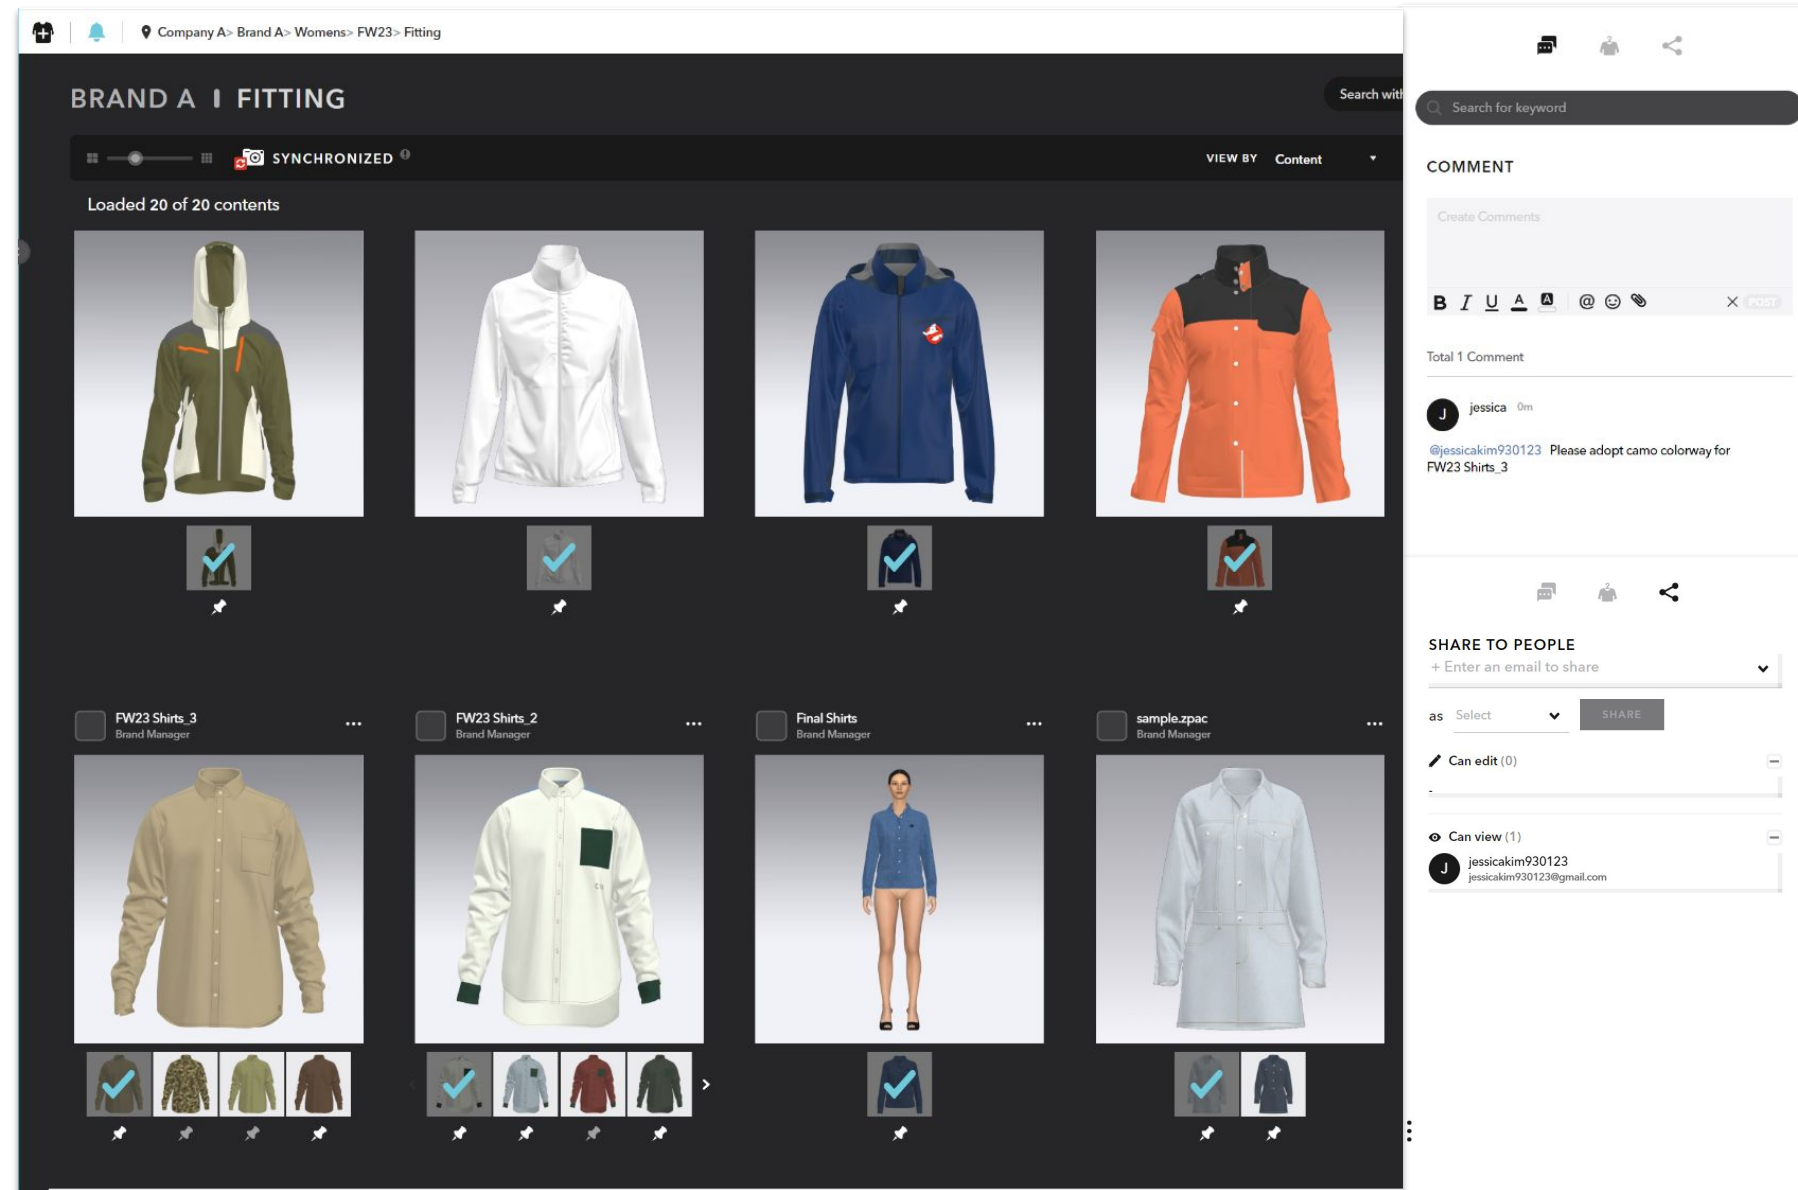 Company A> Brand A> Womens> FW23> Fitting
BRAND A I FITTING
Search with
SYNCHRONIZED
VIEW BY Content
Loaded 20 of 20 contents
FW23 Shirts_3
Brand Manager
FW23 Shirts_2
Brand Manager
Final Shirts
Brand Manager
sample.zpac
Brand Manager
Search for keyword
COMMENT
Create Comments
B I U A A @
POST
Total 1 Comment
J
jessica 0m
@jessicakim930123 Please adopt camo colorway for
FW23 Shirts_3
SHARE TO PEOPLE
+ Enter an email to share
as Select SHARE
Can edit (0)
-
Can view (1)
J
jessicakim930123
jessicakim930123@gmail.com